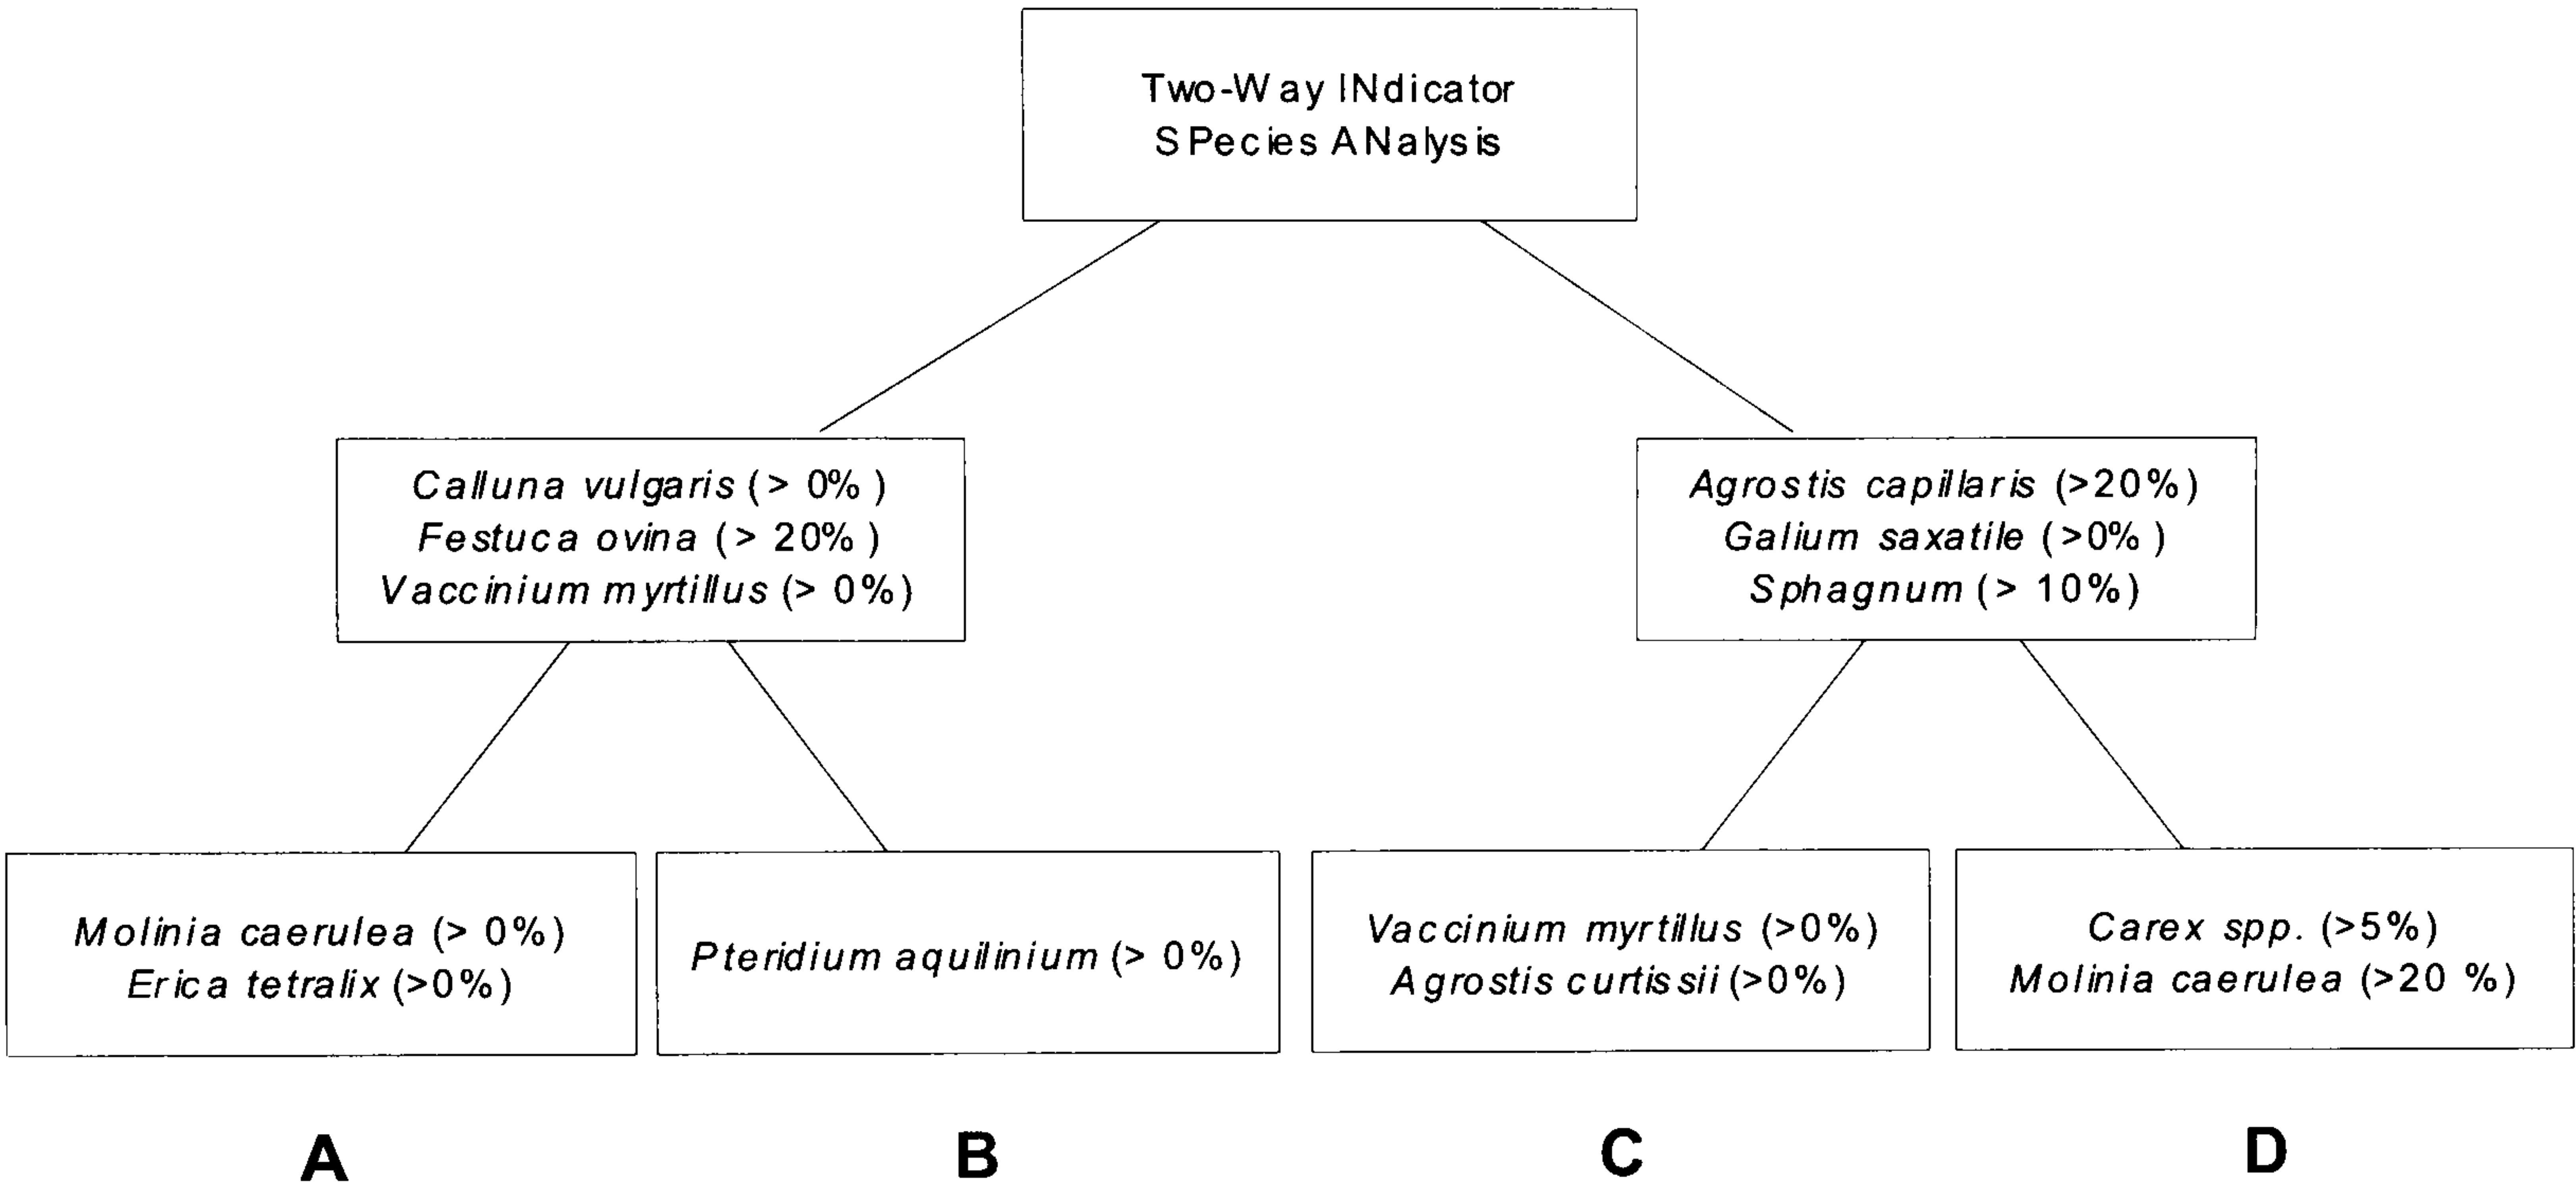 Two-Way INdicator
SPecies ANalysis
Calluna vulgaris (> 0%)
Festuca ovina (> 20%)
Vaccinium myrtillus (> 0%)
Agrostis capillaris (>20%)
Galium saxatile (>0%)
Sphagnum (> 10%)
Molinia caerulea (> 0%)
Erica tetralix (>0%)
Pteridium aquilinium (> 0%)
Vaccinium myrtillus (>0%)
Agrostis curtissii (>0%)
Carex spp. (>5%)
Molinia caerulea (>20 %)
A
B
C
D